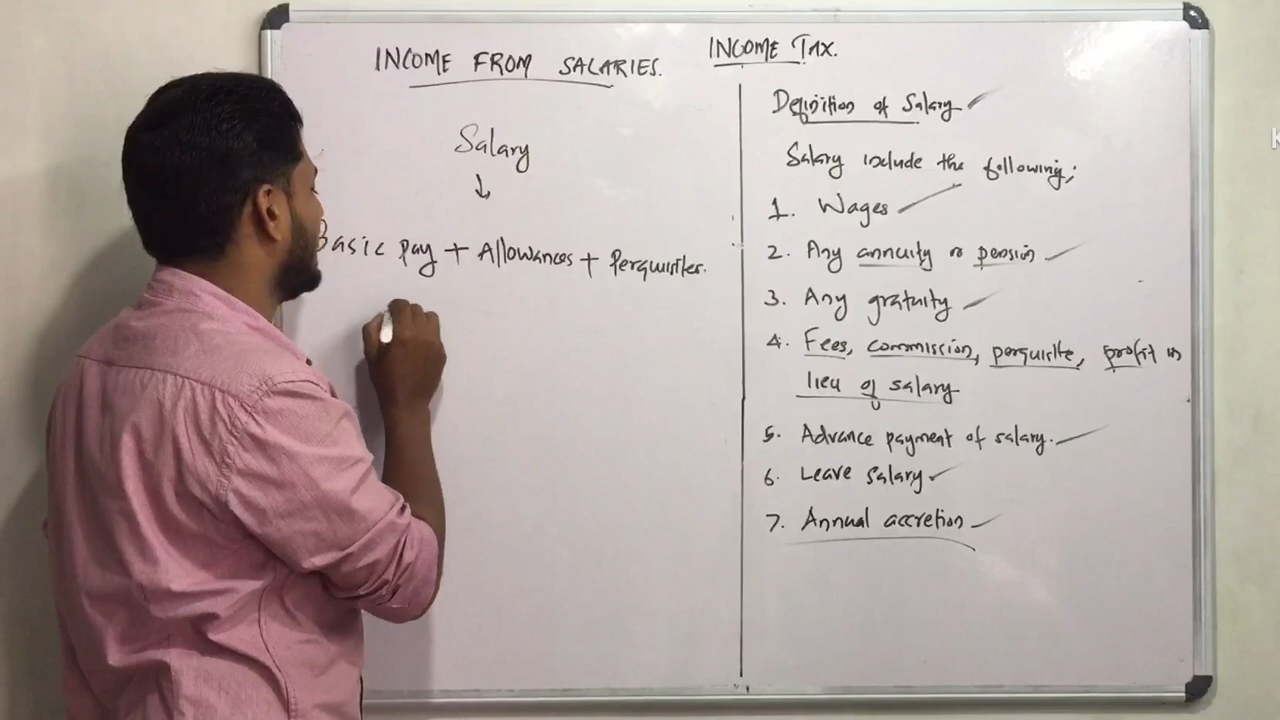 INCOME FROM SALARIES.
INCOME TAX.
Salary
↓
Basic pay + Allowances + Perquisites.
Definition of Salary
Salary include the following;
1. Wages
2. Any annuity or pension
3. Any gratuity
4. Fees, commission, perquisite, profit in
lieu of salary
5. Advance payment of salary.
6. Leave salary
7. Annual accretion
K